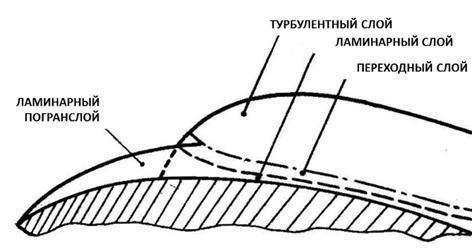 ТУРБУЛЕНТНЫЙ СЛОЙ
ЛАМИНАРНЫЙ СЛОЙ
ПЕРЕХОДНЫЙ СЛОЙ
ЛАМИНАРНЫЙ
ПОГРАНСЛОЙ